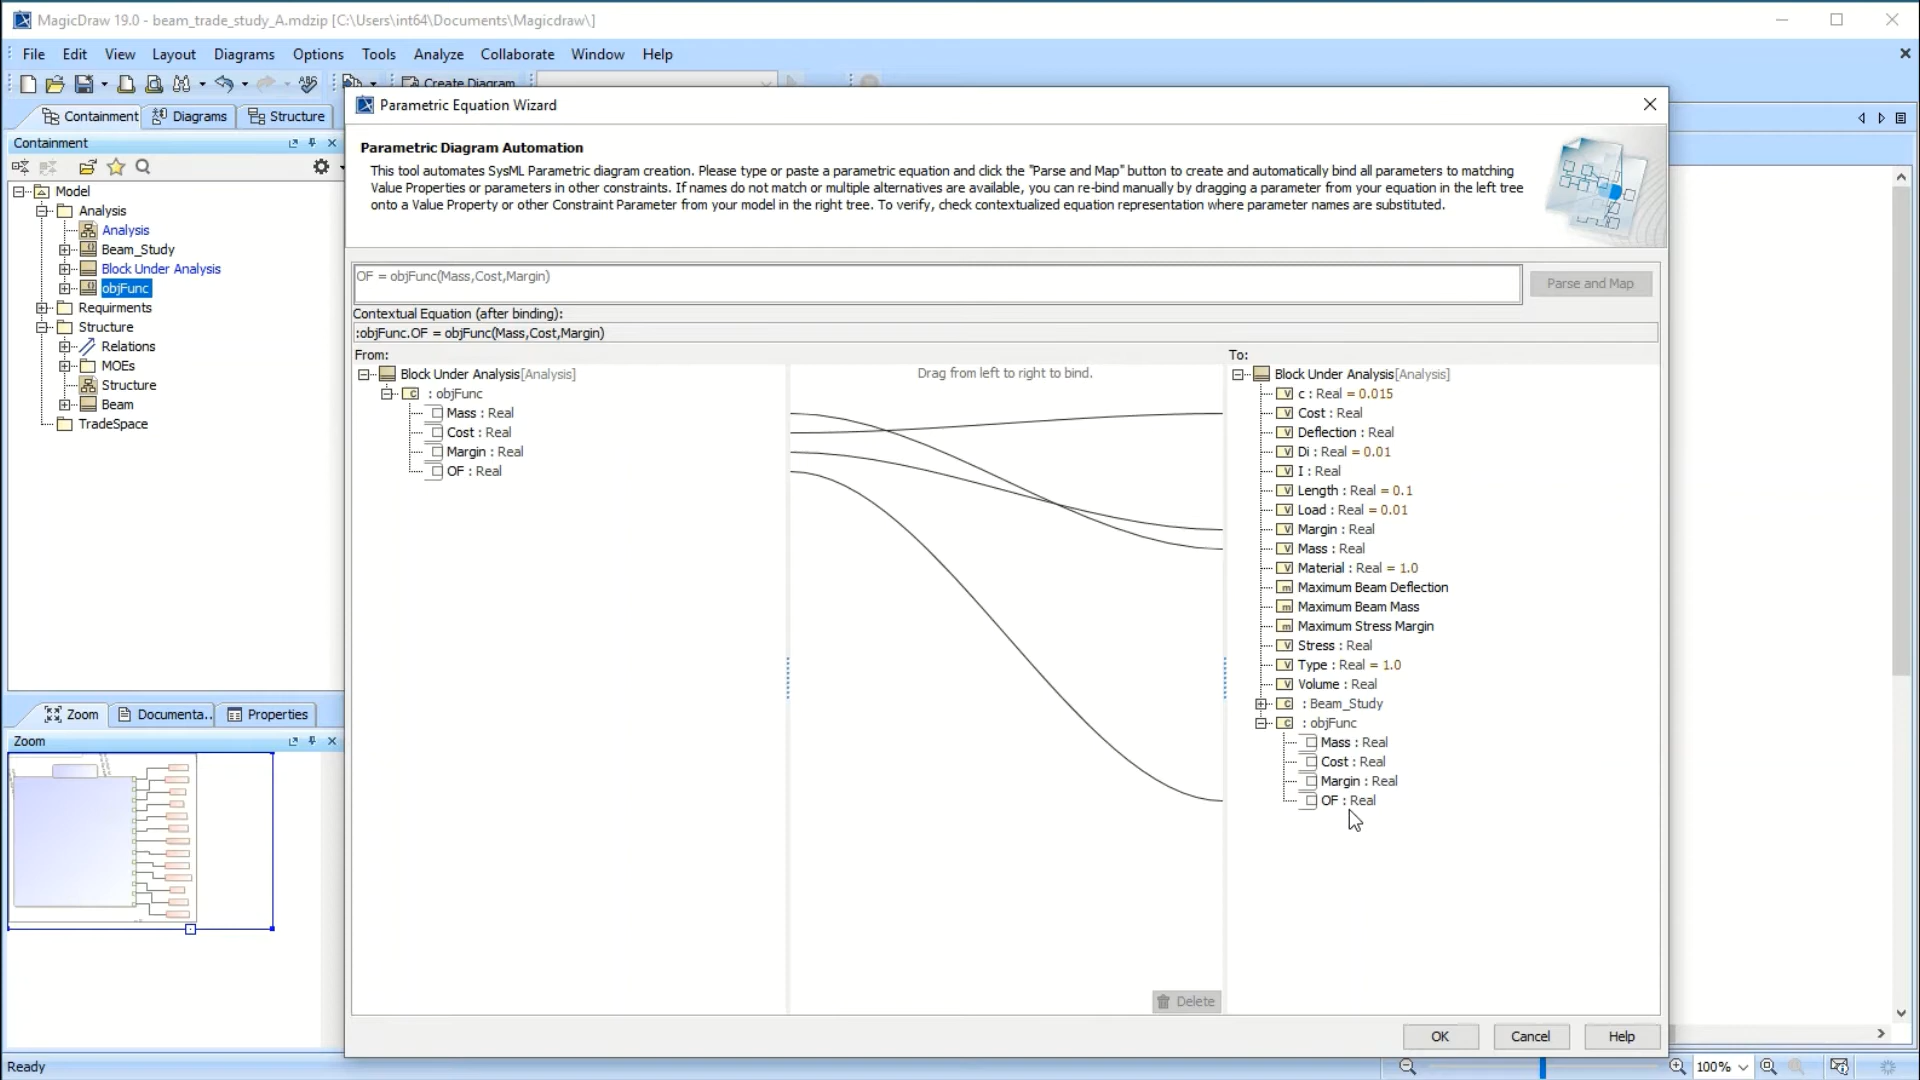 MagicDraw 19.0 - beam_trade_study_A.mdzip [C:\Users\int64\Documents\Magicdraw\]
File Edit View Layout Diagrams Options Tools Analyze Collaborate Window Help
Create Diagram
Containment Diagrams Structure
Containment
Model
Analysis
Analysis
Beam_Study
Block Under Analysis
objFunc
Requirments
Structure
Relations
MOEs
Structure
Beam
TradeSpace
Zoom Documenta.. Properties
Zoom
Parametric Equation Wizard
Parametric Diagram Automation
This tool automates SysML Parametric diagram creation. Please type or paste a parametric equation and click the "Parse and Map" button to create and automatically bind all parameters to matching
Value Properties or parameters in other constraints. If names do not match or multiple alternatives are available, you can re-bind manually by dragging a parameter from your equation in the left tree
onto a Value Property or other Constraint Parameter from your model in the right tree. To verify, check contextualized equation representation where parameter names are substituted.
OF = objFunc(Mass,Cost,Margin)
Parse and Map
Contextual Equation (after binding):
:objFunc.OF = objFunc(Mass,Cost,Margin)
From:
Block Under Analysis[Analysis]
: objFunc
Mass : Real
Cost : Real
Margin : Real
OF : Real
Drag from left to right to bind.
Delete
To:
Block Under Analysis[Analysis]
c : Real = 0.015
Cost : Real
Deflection : Real
Di : Real = 0.01
I : Real
Length : Real = 0.1
Load : Real = 0.01
Margin : Real
Mass : Real
Material : Real = 1.0
Maximum Beam Deflection
Maximum Beam Mass
Maximum Stress Margin
Stress : Real
Type : Real = 1.0
Volume : Real
: Beam_Study
: objFunc
Mass : Real
Cost : Real
Margin : Real
OF : Real
OK Cancel Help
Ready
100%